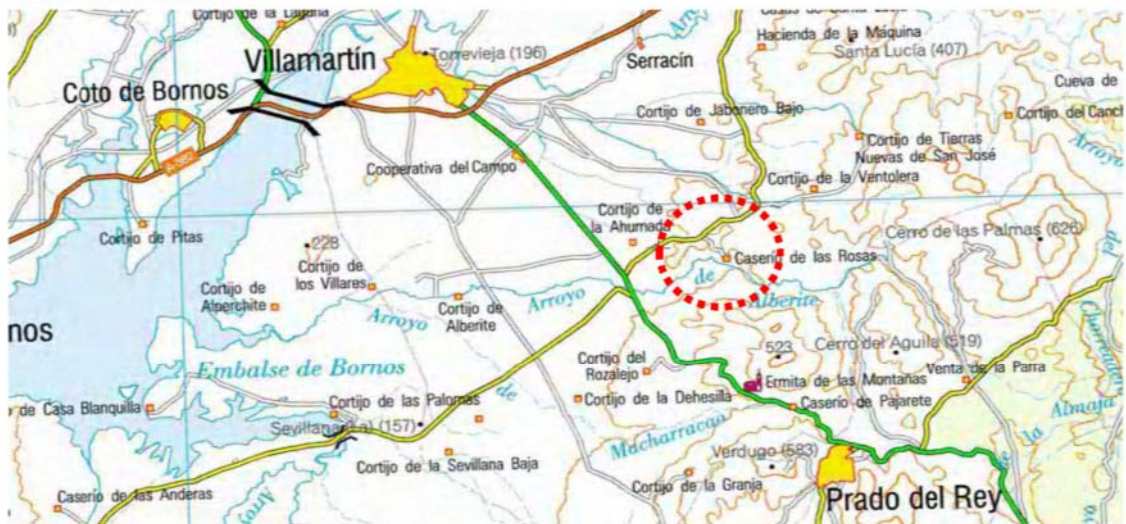 Cortijo de la Laguna
Torrevieja (196)
Hacienda de la Máquina
Santa Lucía (407)
Villamartín
Serracín
Cueva de
Coto de Bornos
Cortijo de Jabonero Bajo
Cortijo del Canch
A-382
Cortijo de Tierras
Nuevas de San José
Arroyo
Cooperativa del Campo
Cortijo de la Ventolera
Cortijo de
la Ahumada
Cortijo de Pitas
228
Cerro de las Palmas (626)
Caserío de las Rosas
Cortijo de
los Villares
del
Cortijo de
Alperchite
Arroyo
de
Alberite
Cortijo de
Alberite
Arroyo
nos
523
Cerro del Aguila (519)
Cortijo del
Rozalejo
Embalse de Bornos
de
Ermita de las Montañas
Venta de la Parra
de Casa Blanquilla
Cortijo de las Palomas
Cortijo de la Dehesilla
Caserío de Pajarete
Almaja
la
de
Sevillana (La) (157)
Macharracao
Verdugo (583)
Cortijo de la Sevillana Baja
Cortijo de la Granja
Caserío de las Anderas
Prado del Rey